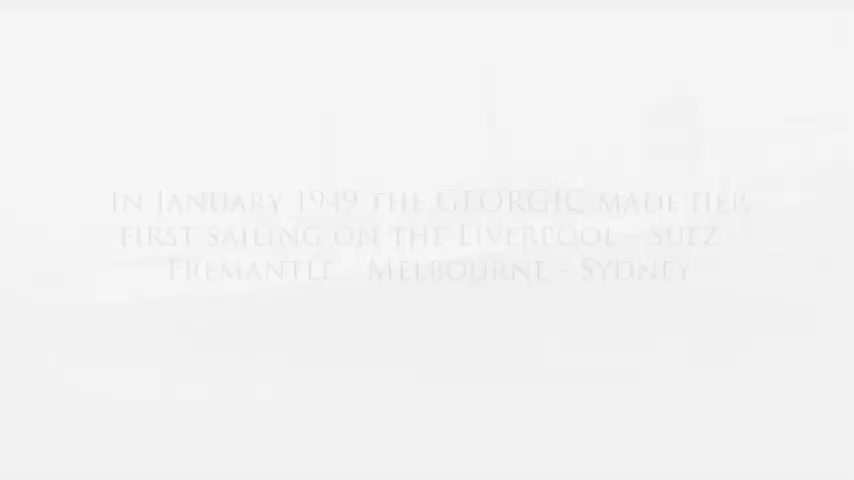 In January 1949 the GEORGIC made her
first sailing on the Liverpool - Suez -
Fremantle - Melbourne - Sydney